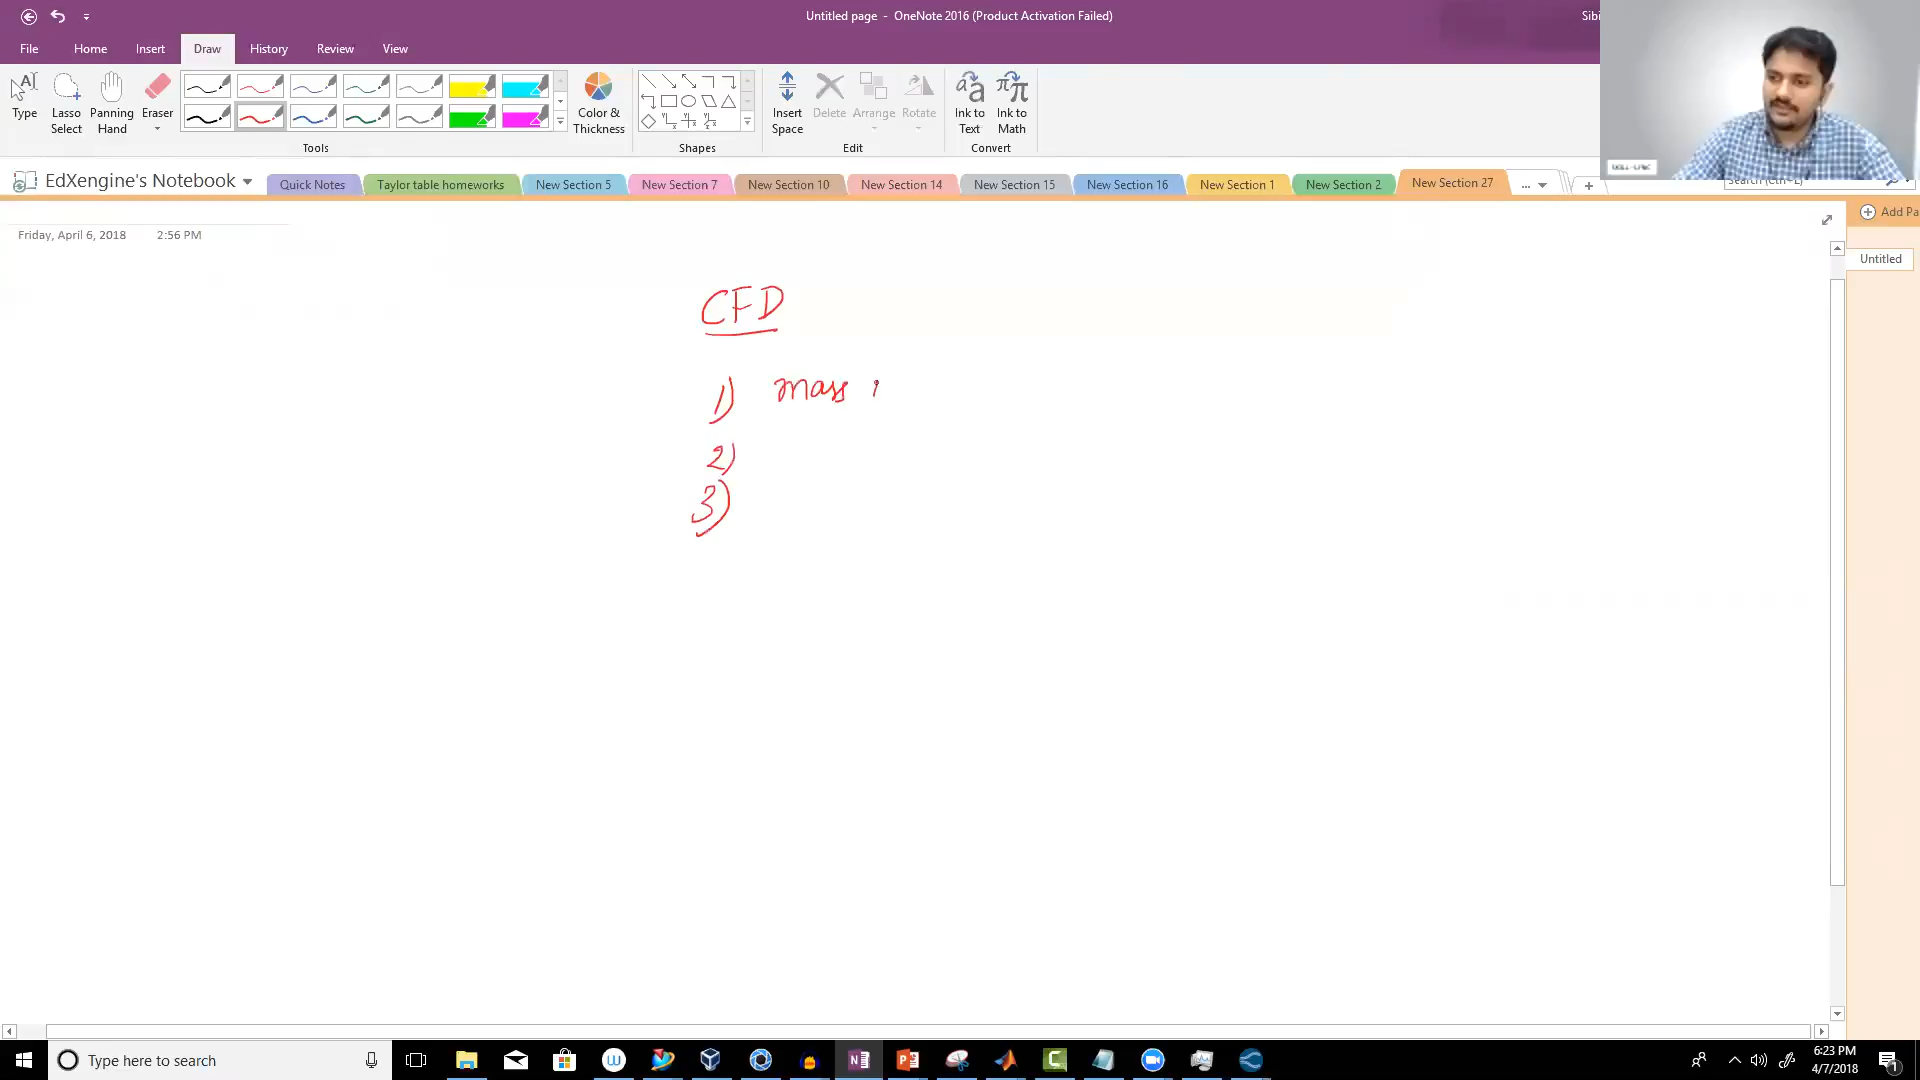 Untitled page - OneNote 2016 (Product Activation Failed)
Sibi
File Home Insert Draw History Review View
Type
Lasso Select
Panning Hand
Eraser
Color & Thickness
Insert Space
Delete
Arrange
Rotate
Ink to Text
Ink to Math
Tools Shapes Edit Convert
EdXengine's Notebook
Quick Notes Taylor table homeworks New Section 5 New Section 7 New Section 10 New Section 14 New Section 15 New Section 16 New Section 1 New Section 2 New Section 27 ...
Search (Ctrl+E)
Add Pa
Untitled
Friday, April 6, 2018 2:56 PM
CFD
1) mass
2)
3)
Type here to search
6:23 PM
4/7/2018